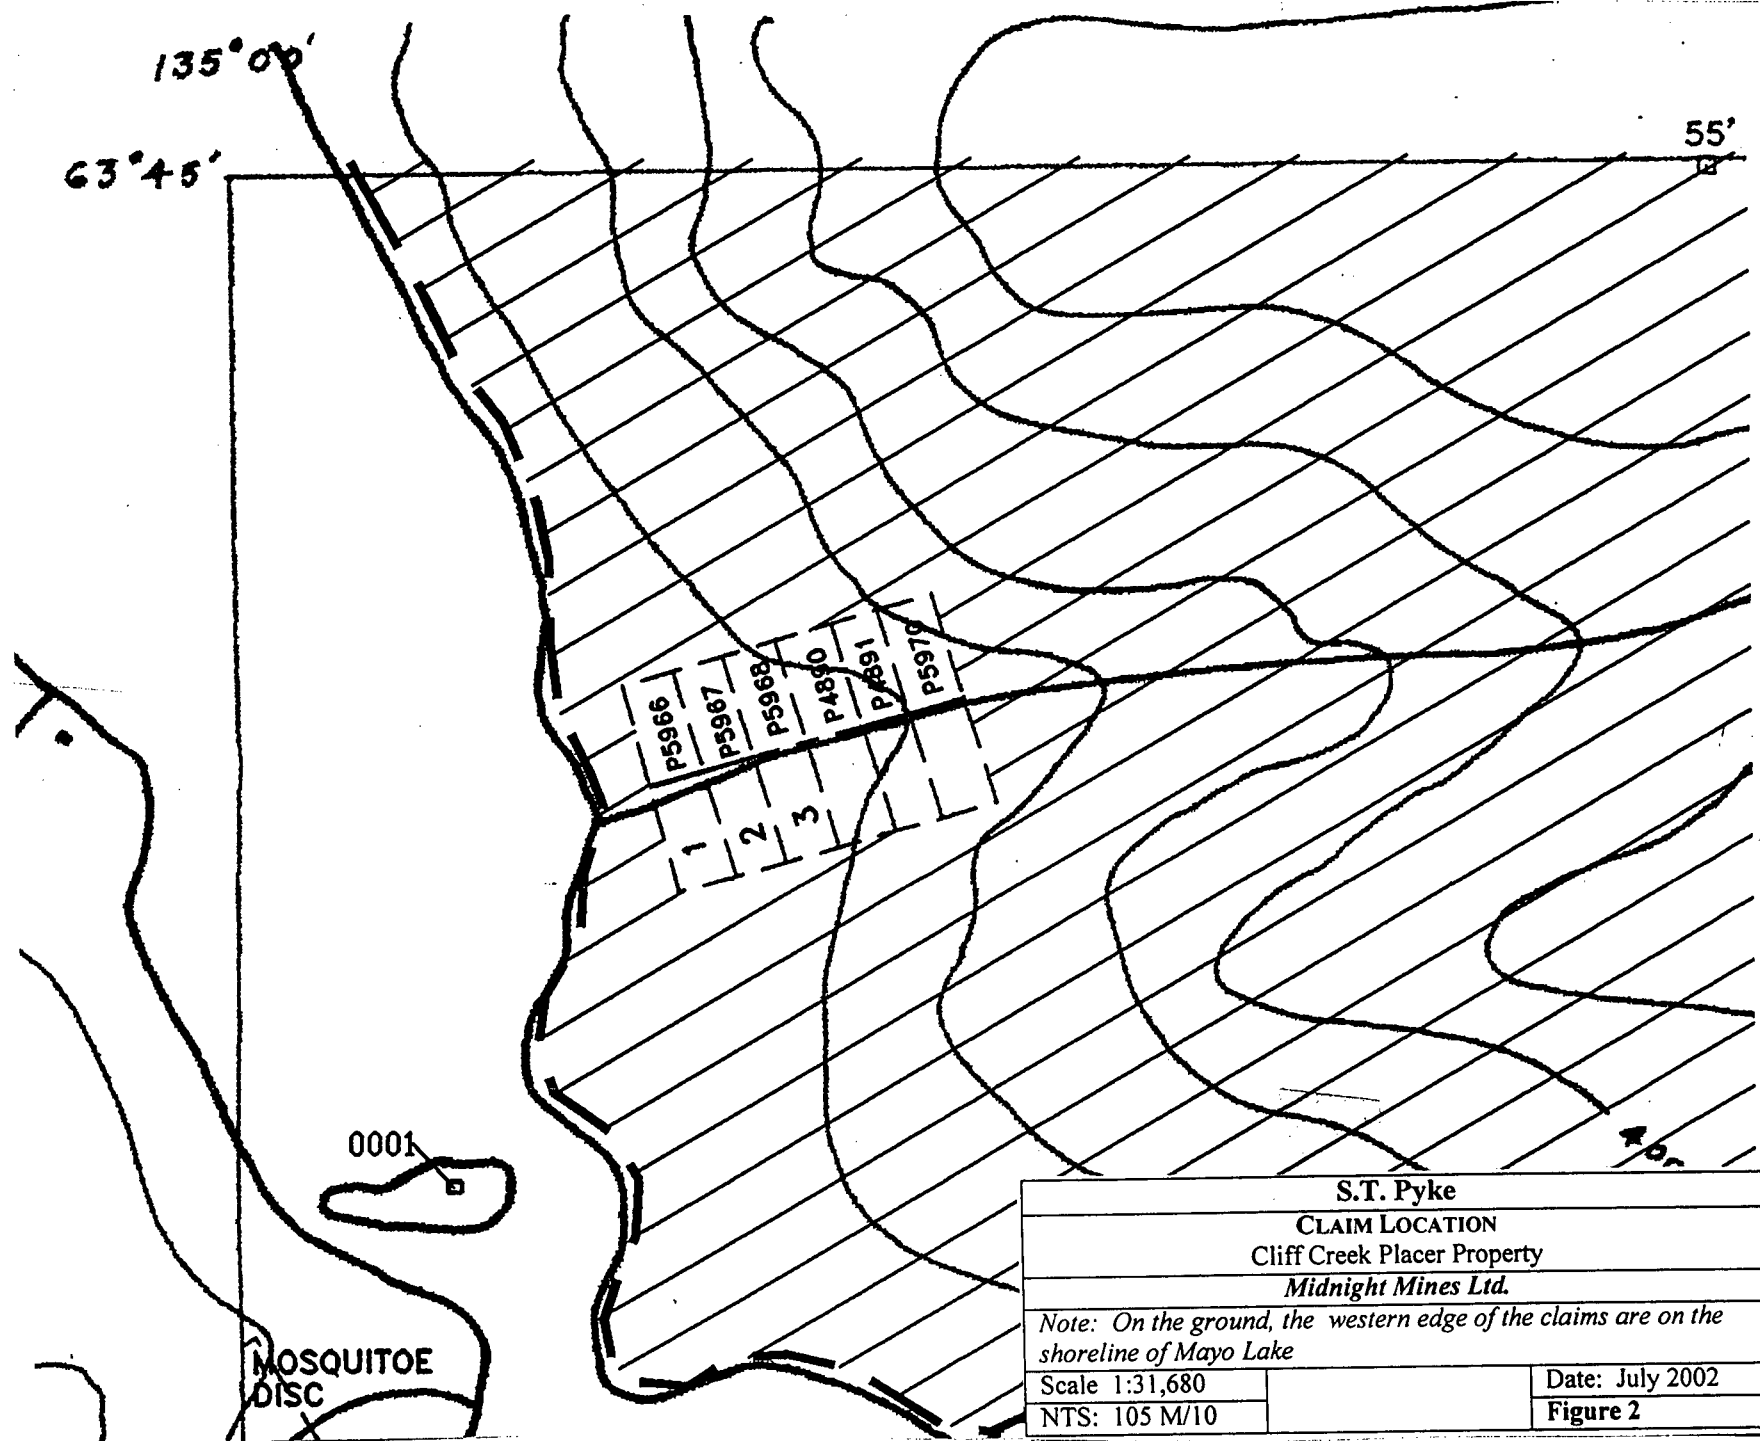 135°00'
63°45'
55'
P5966
P5967
P5968
P4890
P4891
P5970
1
2
3
0001
MOSQUITOE
DISC
S.T. Pyke
CLAIM LOCATION
Cliff Creek Placer Property
Midnight Mines Ltd.
Note: On the ground, the western edge of the claims are on the
shoreline of Mayo Lake
Scale 1:31,680
Date: July 2002
NTS: 105 M/10
Figure 2